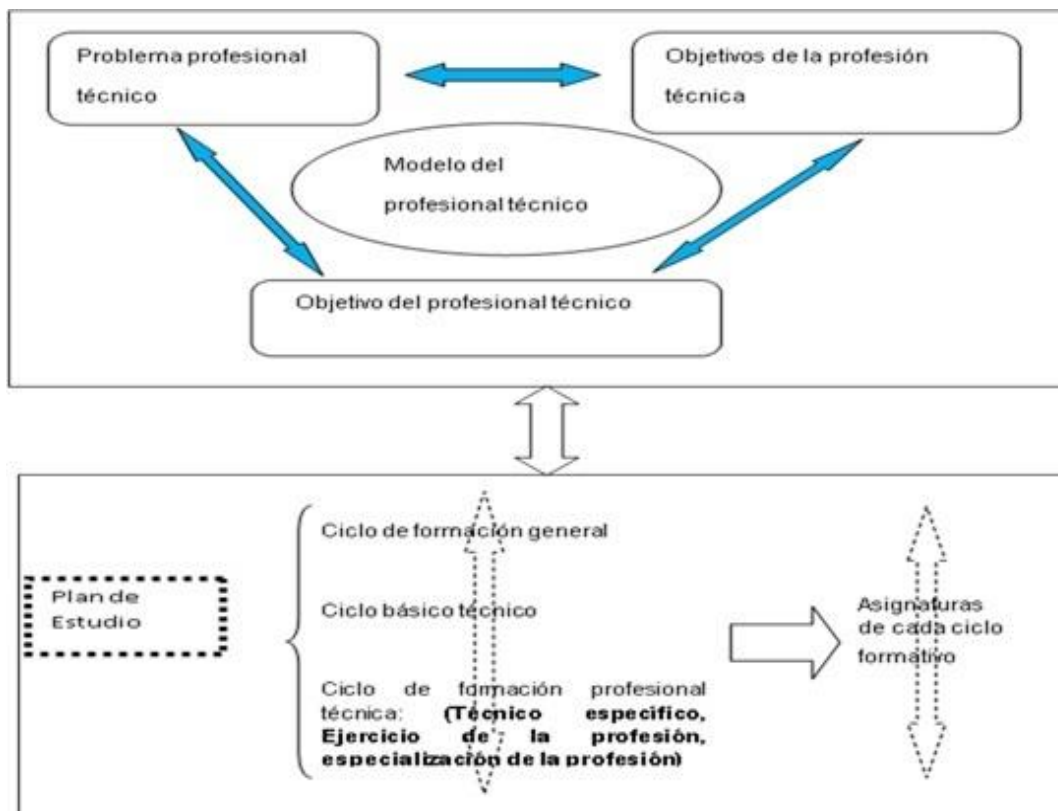 Problema profesional
técnico
Objetivos de la profesión
técnica
Modelo del
profesional técnico
Objetivo del profesional técnico
Plan de
Estudio
Ciclo de formación general
Ciclo básico técnico
Ciclo de formación profesional
técnica: (Técnico específico,
Ejercicio de la profesión,
especialización de la profesión)
Asignaturas
de cada ciclo
formativo